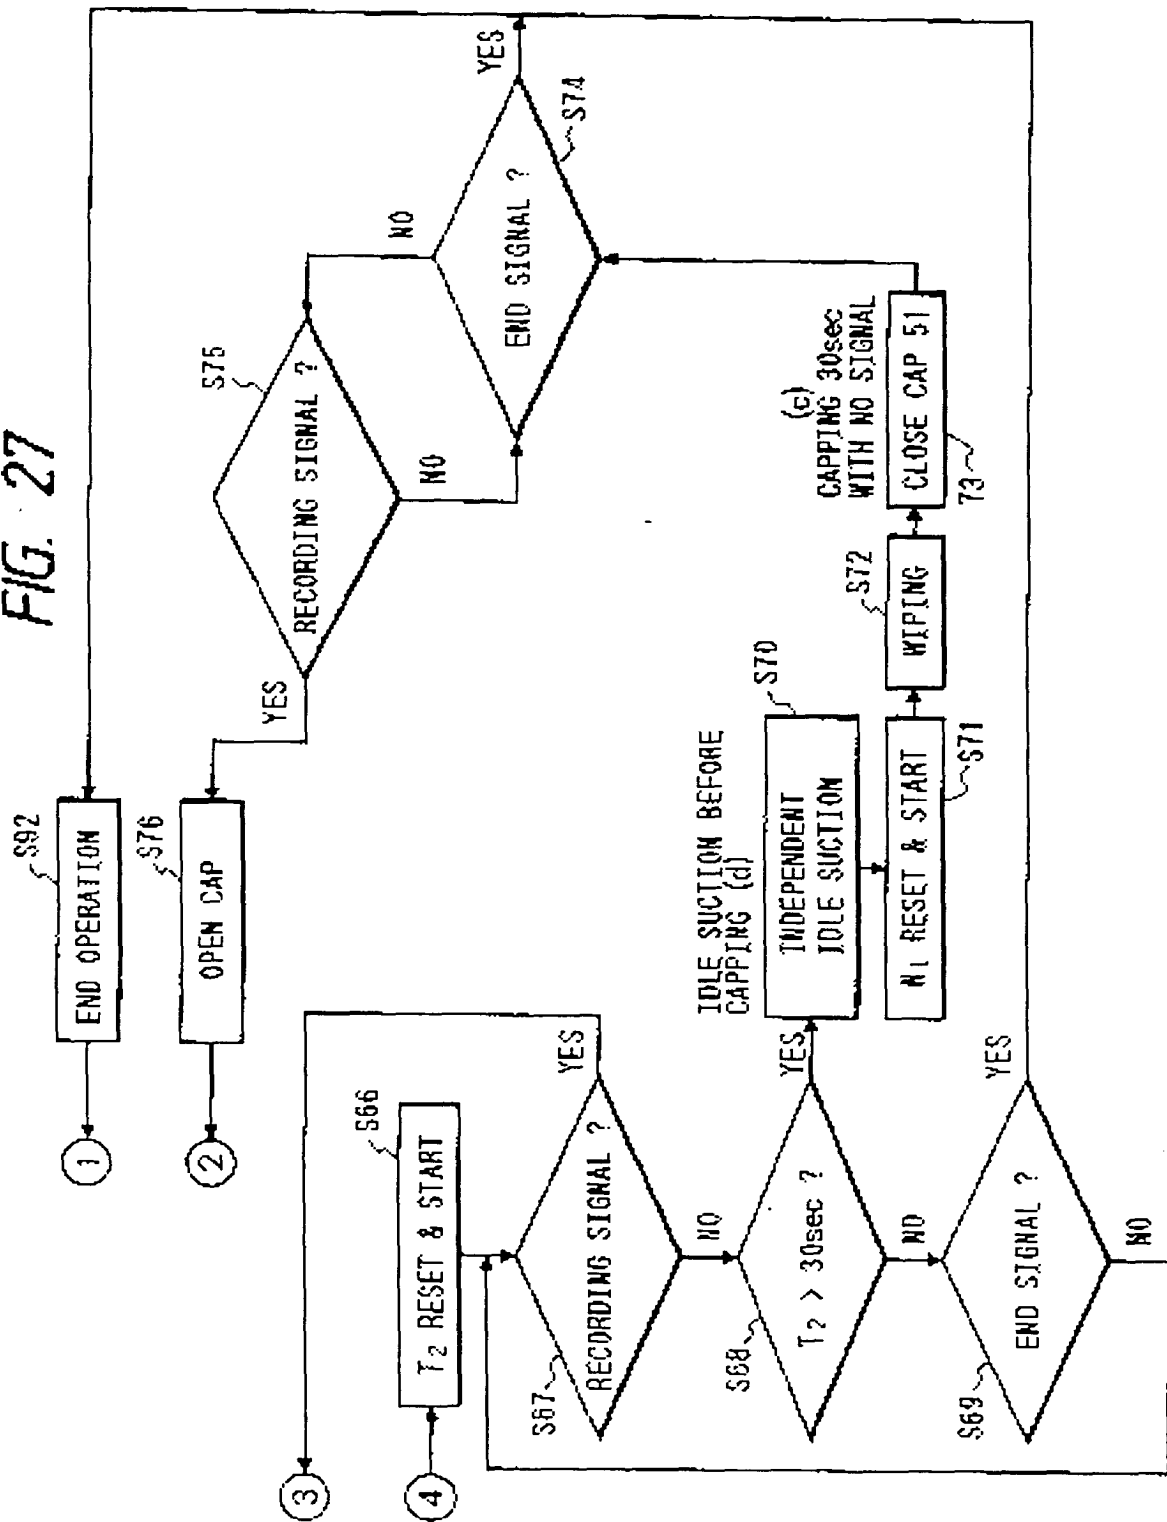 FIG. 27
1
END OPERATION
S92
2
OPEN CAP
S76
YES
RECORDING SIGNAL ?
S75
NO
NO
END SIGNAL ?
S74
YES
3
4
T2 RESET & START
S66
RECORDING SIGNAL ?
S67
YES
NO
T2 > 30sec ?
S68
YES
NO
END SIGNAL ?
S69
YES
NO
IDLE SUCTION BEFORE
CAPPING (d)
INDEPENDENT
IDLE SUCTION
S70
N1 RESET & START
S71
WIPING
S72
(c)
CAPPING 30sec
WITH NO SIGNAL
CLOSE CAP 51
73